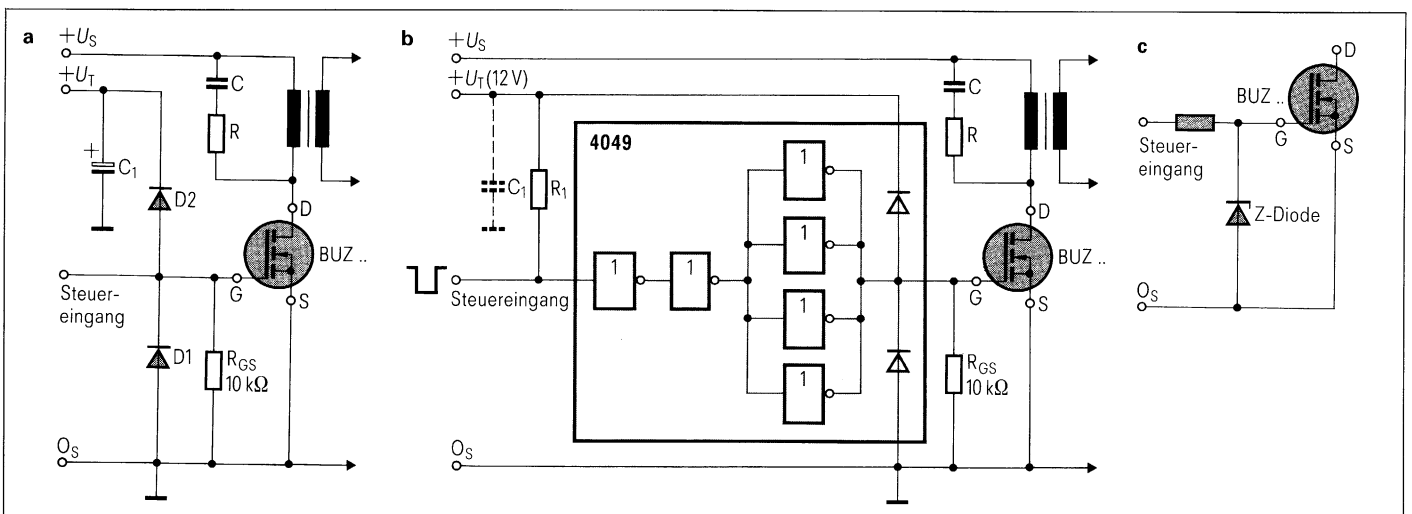 a
+U_S
+U_T
C
R
+
C_1
D2
D
BUZ ..
G
S
Steuer-
eingang
D1
R_GS
10 kΩ
O_S
b
+U_S
+U_T (12 V)
C
R
4049
C_1
R_1
1
1
1
1
1
1
Steuereingang
D
BUZ ..
G
S
R_GS
10 kΩ
O_S
c
D
BUZ ..
G
S
Steuer-
eingang
Z-Diode
O_S